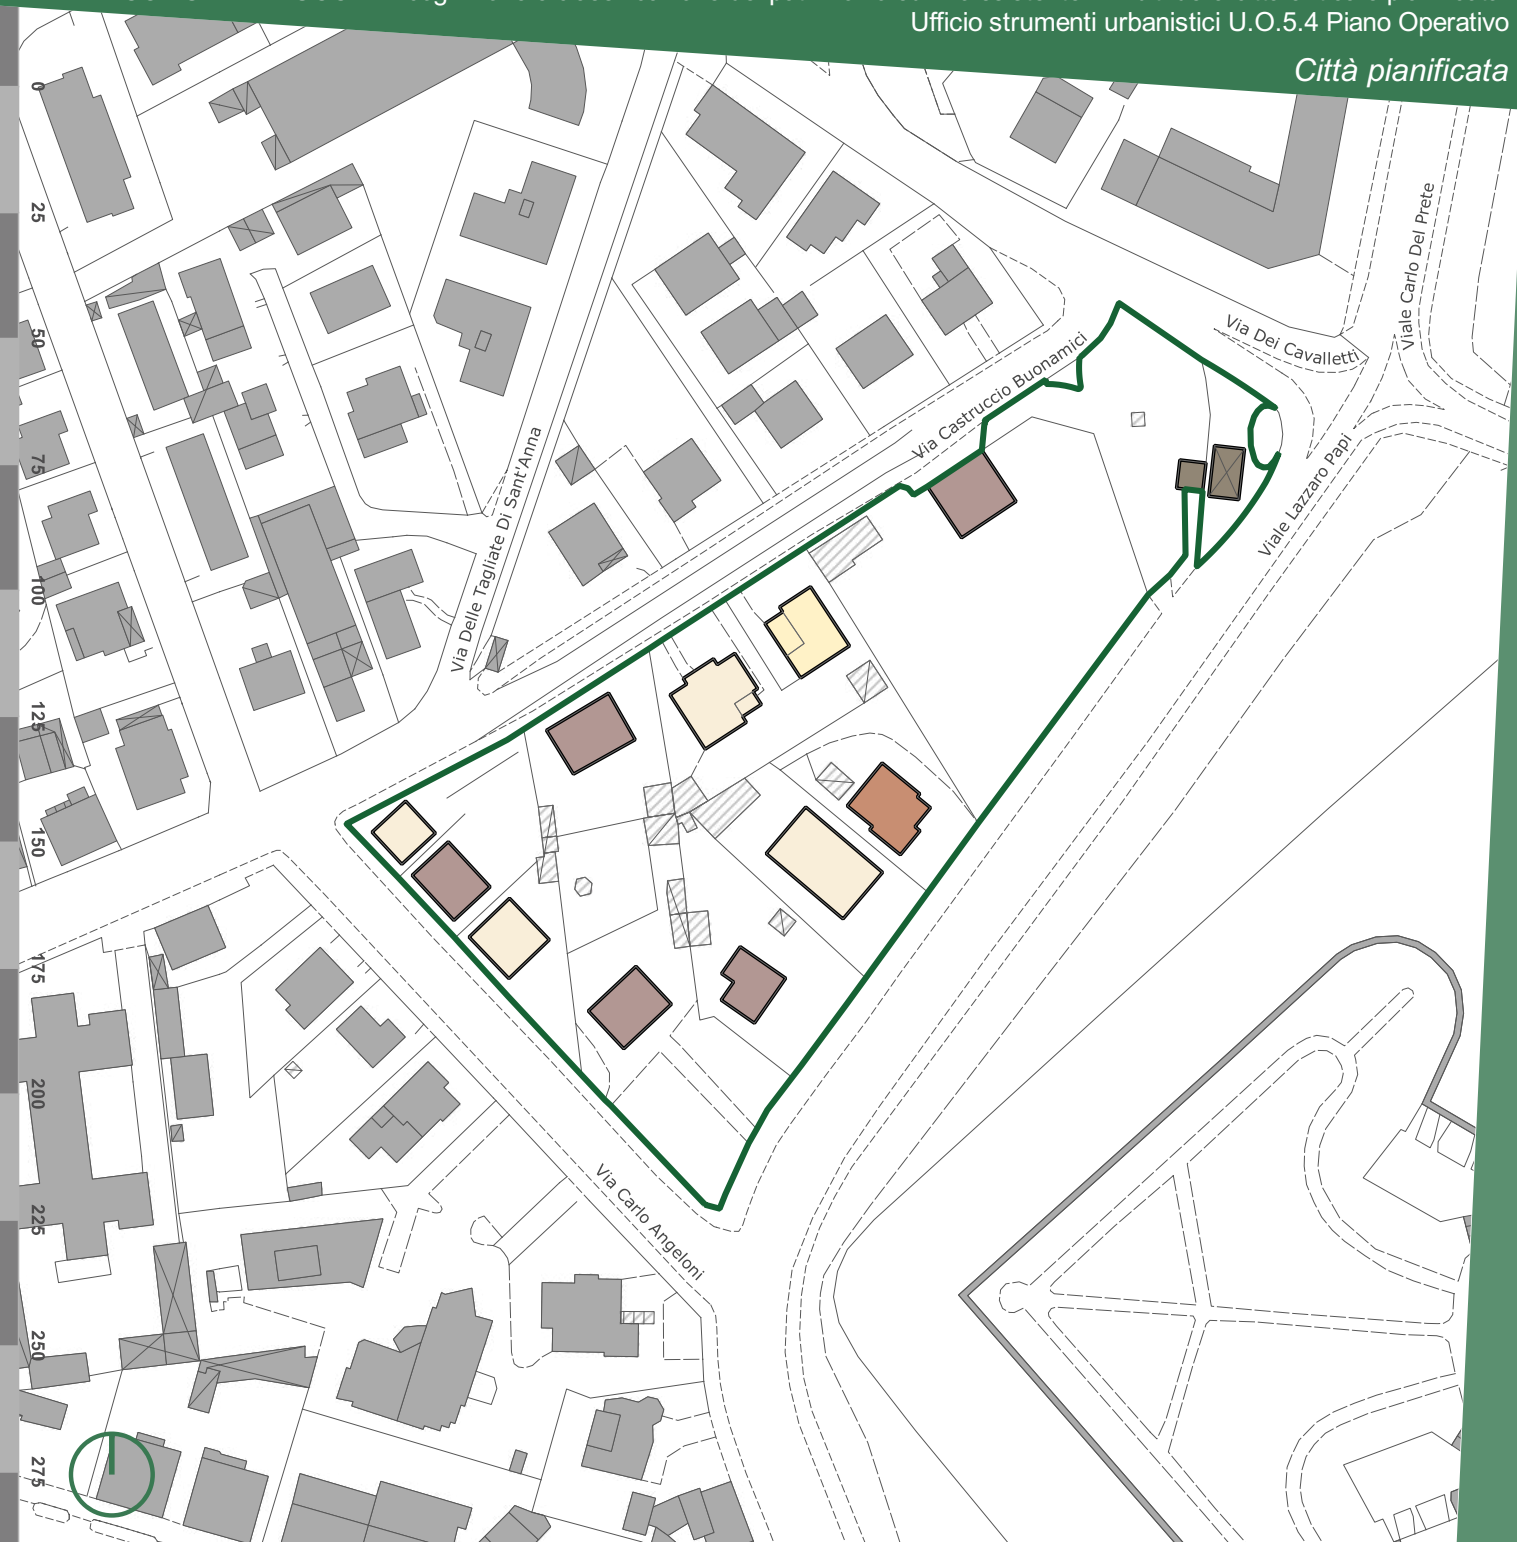 Ufficio strumenti urbanistici U.O.5.4 Piano Operativo
Città pianificata
0
25
50
75
100
125
150
175
200
225
250
275
Viale Carlo Del Prete
Via Dei Cavalletti
Via Castruccio Buonamici
Viale Lazzaro Papi
Via Delle Tagliate Di Sant'Anna
Via Carlo Angeloni